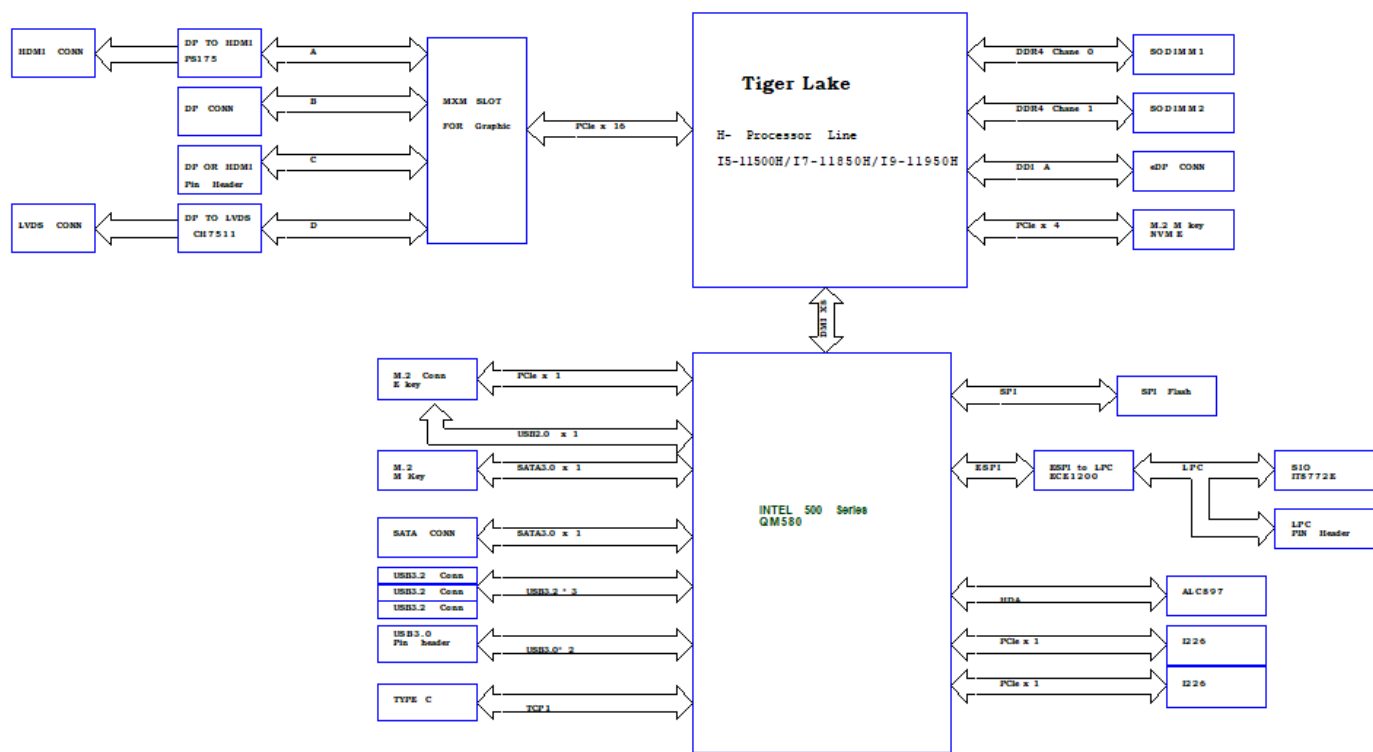 HDMI CONN
DP TO HDMI
PS175
A
DP CONN
B
MXM SLOT
FOR Graphic
DP OR HDMI
Pin Header
C
LVDS CONN
DP TO LVDS
CH7511
D
PCIe x 16
Tiger Lake
H- Processor Line
I5-11500H/I7-11850H/I9-11950H
DDR4 Chane 0
SODIMM1
DDR4 Chane 1
SODIMM2
DDI A
eDP CONN
PCIe x 4
M.2 M key
NVME
DMI X8
M.2 Conn
E key
PCIe x 1
USB2.0 x 1
M.2
M Key
SATA3.0 x 1
SATA CONN
SATA3.0 x 1
USB3.2 Conn
USB3.2 Conn
USB3.2 Conn
USB3.2 * 3
USB3.0
Pin header
USB3.0* 2
TYPE C
TCP1
INTEL 500 Series
QM580
SPI
SPI Flash
ESPI
ESPI to LPC
ECE1200
LPC
SIO
IT8772E
LPC
PIN Header
HDA
ALC897
PCIe x 1
I226
PCIe x 1
I226